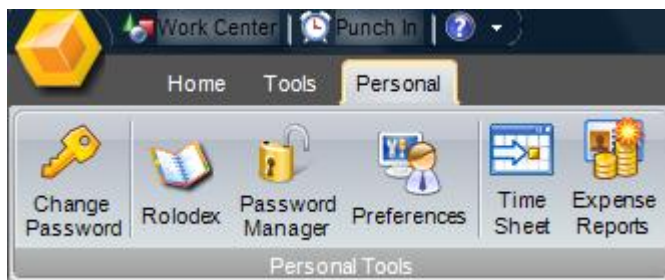 Work Center | Punch In |
Home Tools Personal
Change Password
Rolodex
Password Manager
Preferences
Time Sheet
Expense Reports
Personal Tools